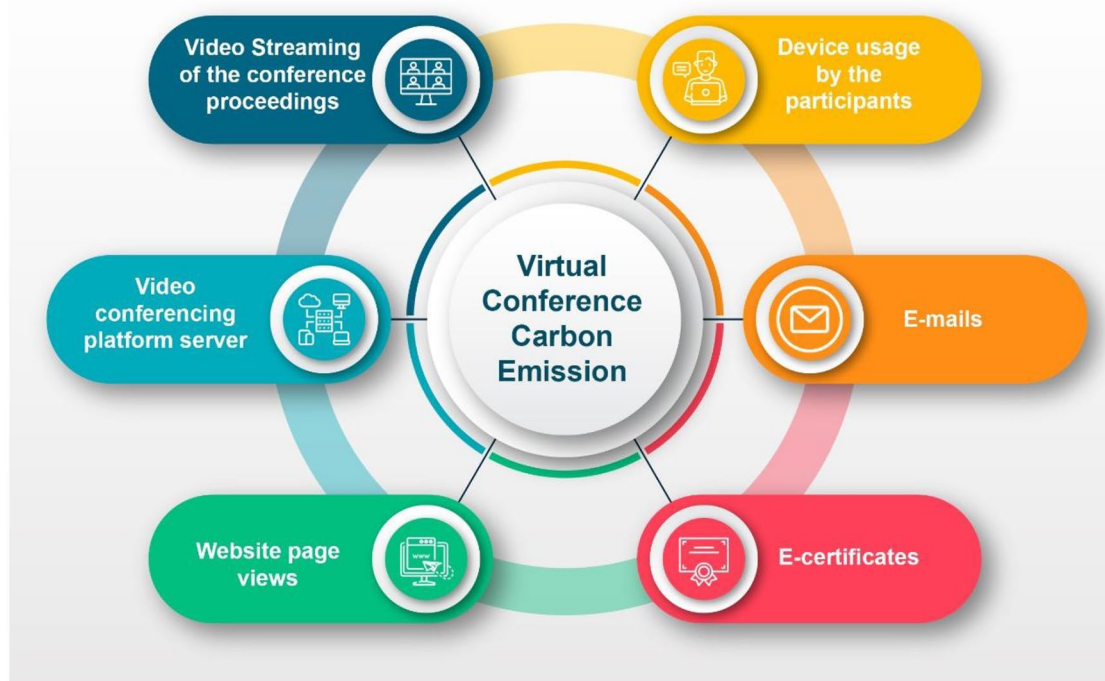 Video Streaming
of the conference
proceedings
Device usage
by the
participants
Virtual
Conference
Carbon
Emission
Video
conferencing
platform server
E-mails
Website page
views
www
E-certificates